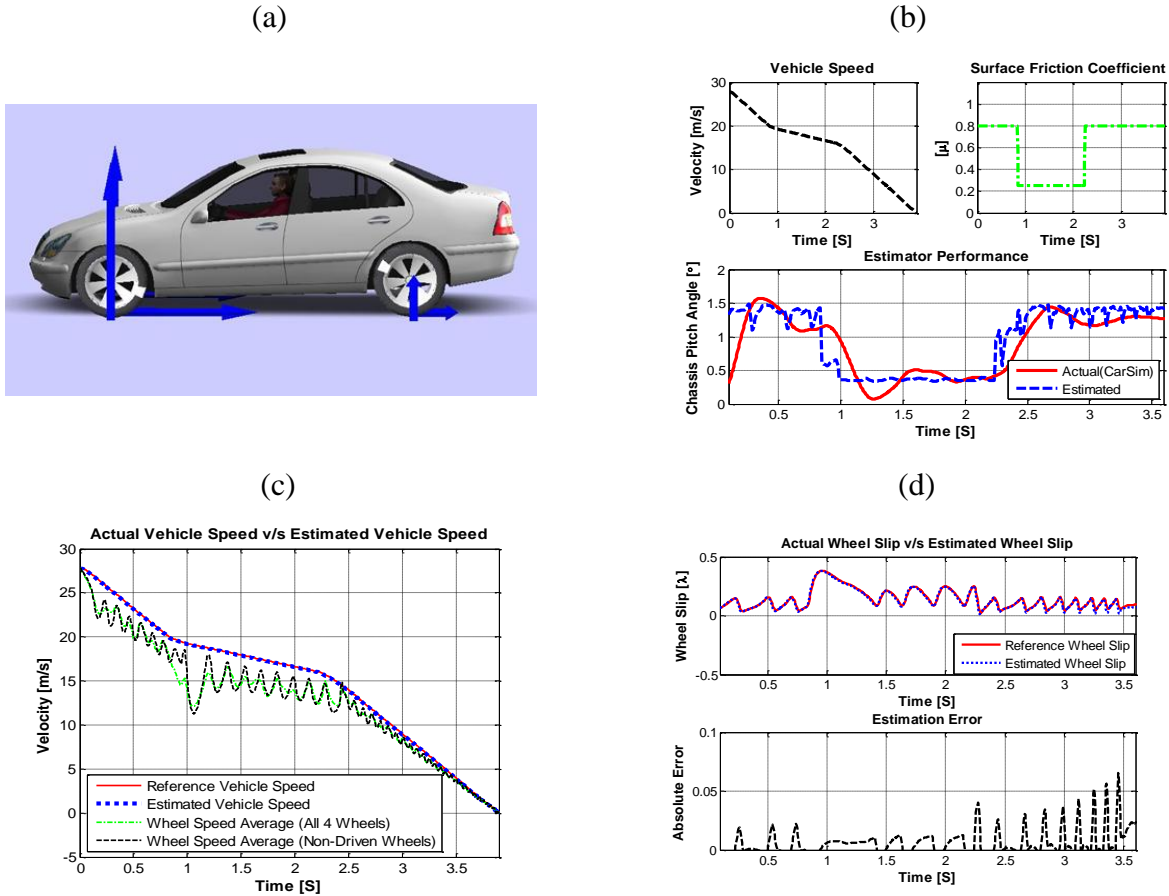 (a)
(b)
Vehicle Speed
30
20
10
0
Velocity [m/s]
0 1 2 3
Time [S]
Surface Friction Coefficient
1
0.8
0.6
0.4
0.2
0
[µ]
0 1 2 3
Time [S]
Estimator Performance
2
1.5
1
0.5
0
Chassis Pitch Angle [°]
Actual(CarSim)
Estimated
0.5 1 1.5 2 2.5 3 3.5
Time [S]
(c)
Actual Vehicle Speed v/s Estimated Vehicle Speed
30
25
20
15
10
5
0
-5
Velocity [m/s]
Reference Vehicle Speed
Estimated Vehicle Speed
Wheel Speed Average (All 4 Wheels)
Wheel Speed Average (Non-Driven Wheels)
0 0.5 1 1.5 2 2.5 3 3.5
Time [S]
(d)
Actual Wheel Slip v/s Estimated Wheel Slip
0.5
0
-0.5
Wheel Slip [λ]
Reference Wheel Slip
Estimated Wheel Slip
0.5 1 1.5 2 2.5 3 3.5
Time [S]
Estimation Error
0.1
0.05
0
Absolute Error
0.5 1 1.5 2 2.5 3 3.5
Time [S]